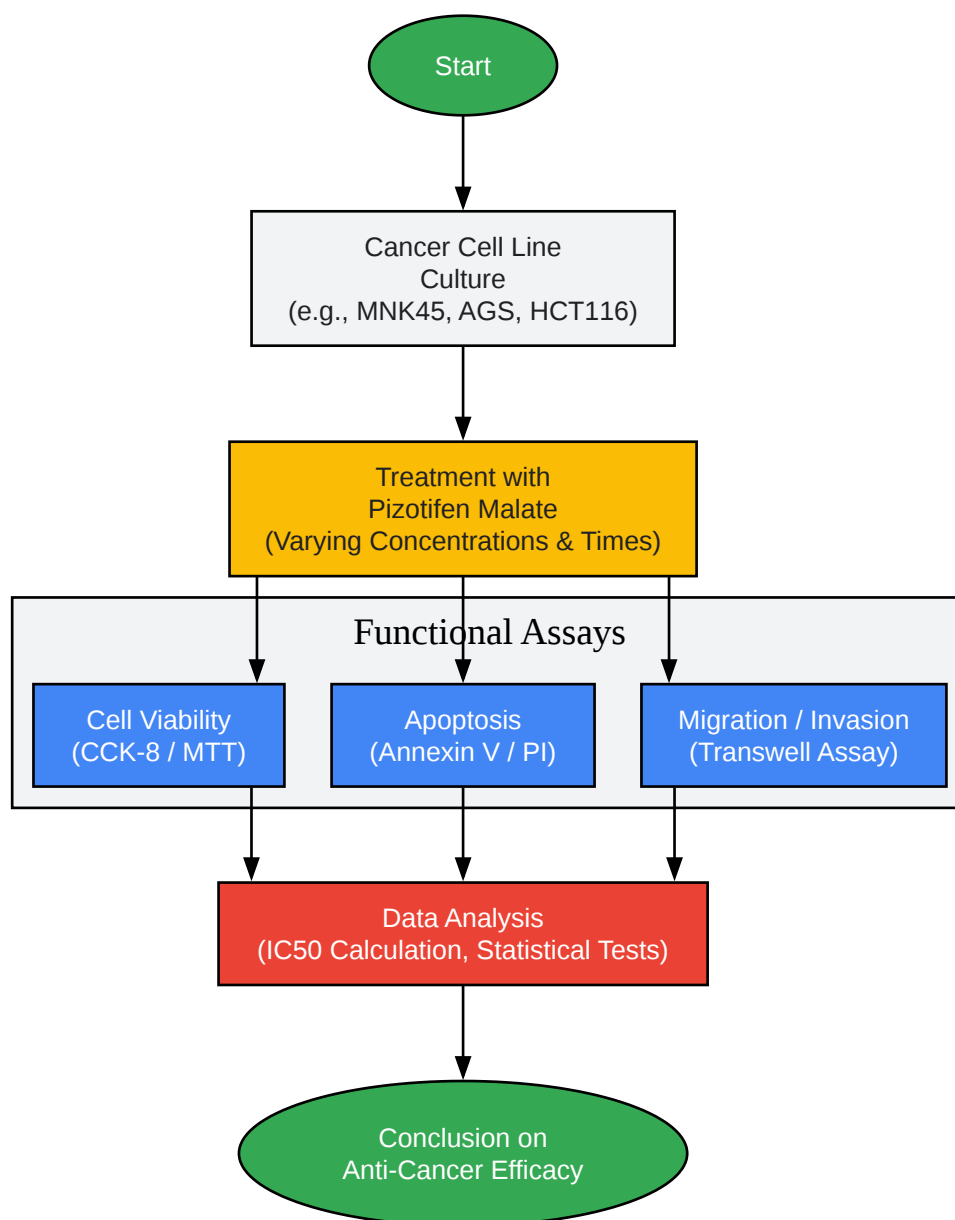 Start
Cancer Cell Line
Culture
(e.g., MNK45, AGS, HCT116)
Treatment with
Pizotifen Malate
(Varying Concentrations & Times)
Functional Assays
Cell Viability
(CCK-8 / MTT)
Apoptosis
(Annexin V / PI)
Migration / Invasion
(Transwell Assay)
Data Analysis
(IC50 Calculation, Statistical Tests)
Conclusion on
Anti-Cancer Efficacy